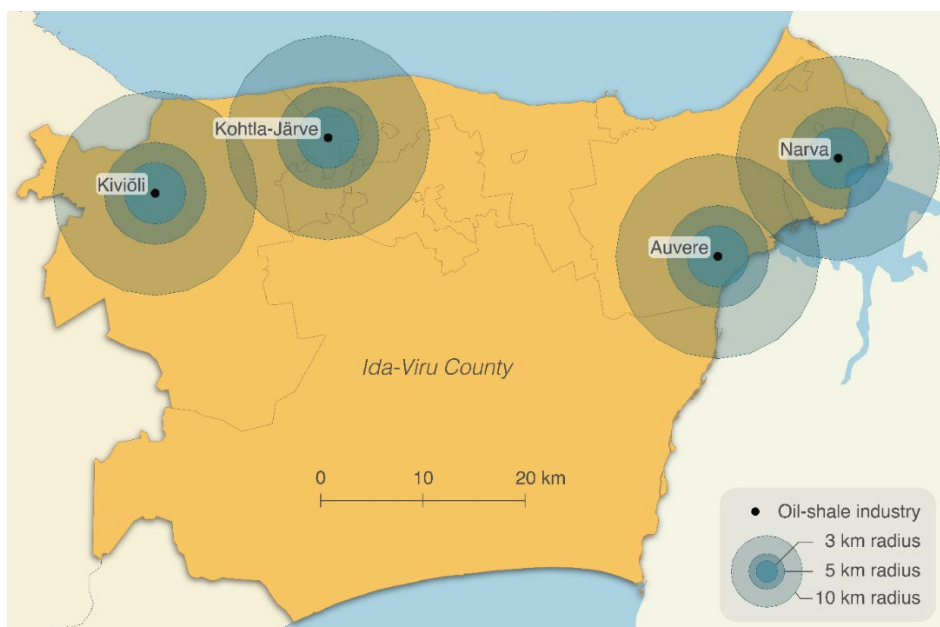 Kohtla-Järve
Kiviõli
Narva
Auvere
Ida-Viru County
0 10 20 km
Oil-shale industry
3 km radius
5 km radius
10 km radius